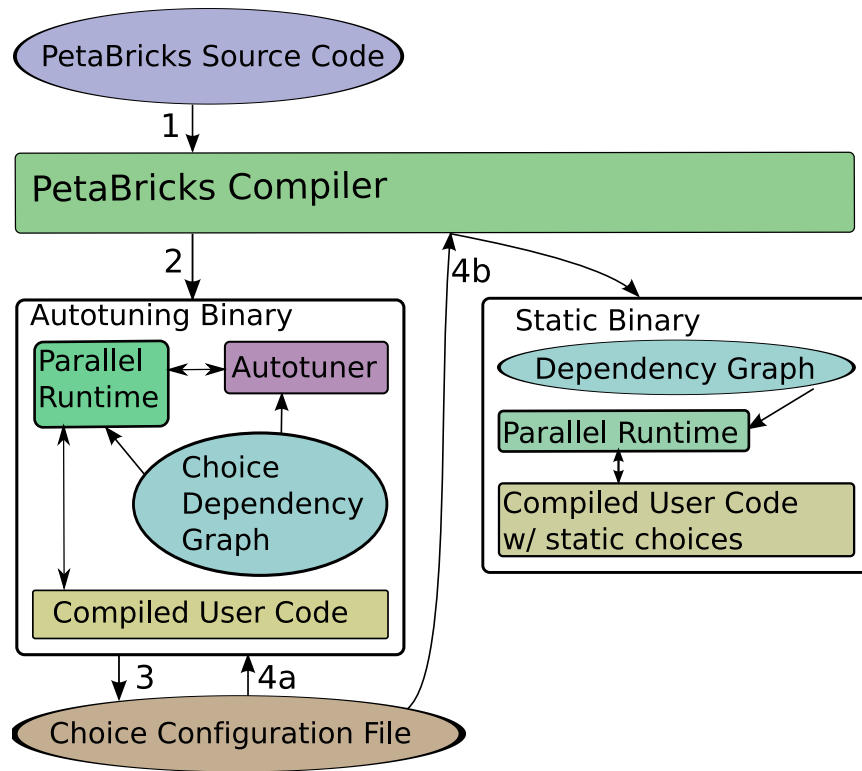 PetaBricks Source Code
1
PetaBricks Compiler
2
4b
Autotuning Binary
Parallel
Runtime
Autotuner
Choice
Dependency
Graph
Compiled User Code
Static Binary
Dependency Graph
Parallel Runtime
Compiled User Code
w/ static choices
3
4a
Choice Configuration File